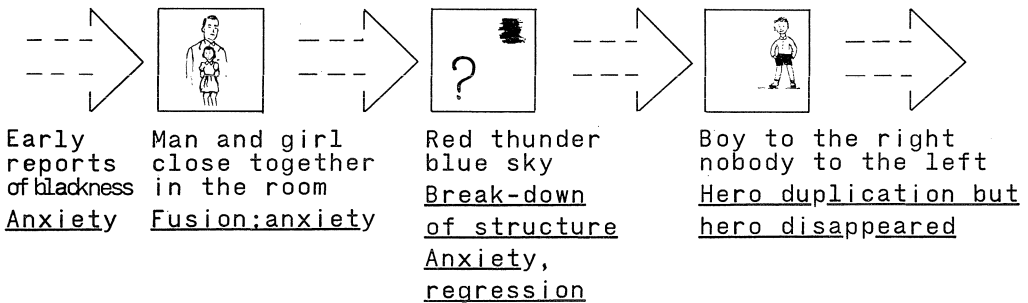 ?
Early
reports
of blackness
Anxiety
Man and girl
close together
in the room
Fusion;anxiety
Red thunder
blue sky
Break-down
of structure
Anxiety,
regression
Boy to the right
nobody to the left
Hero duplication but
hero disappeared